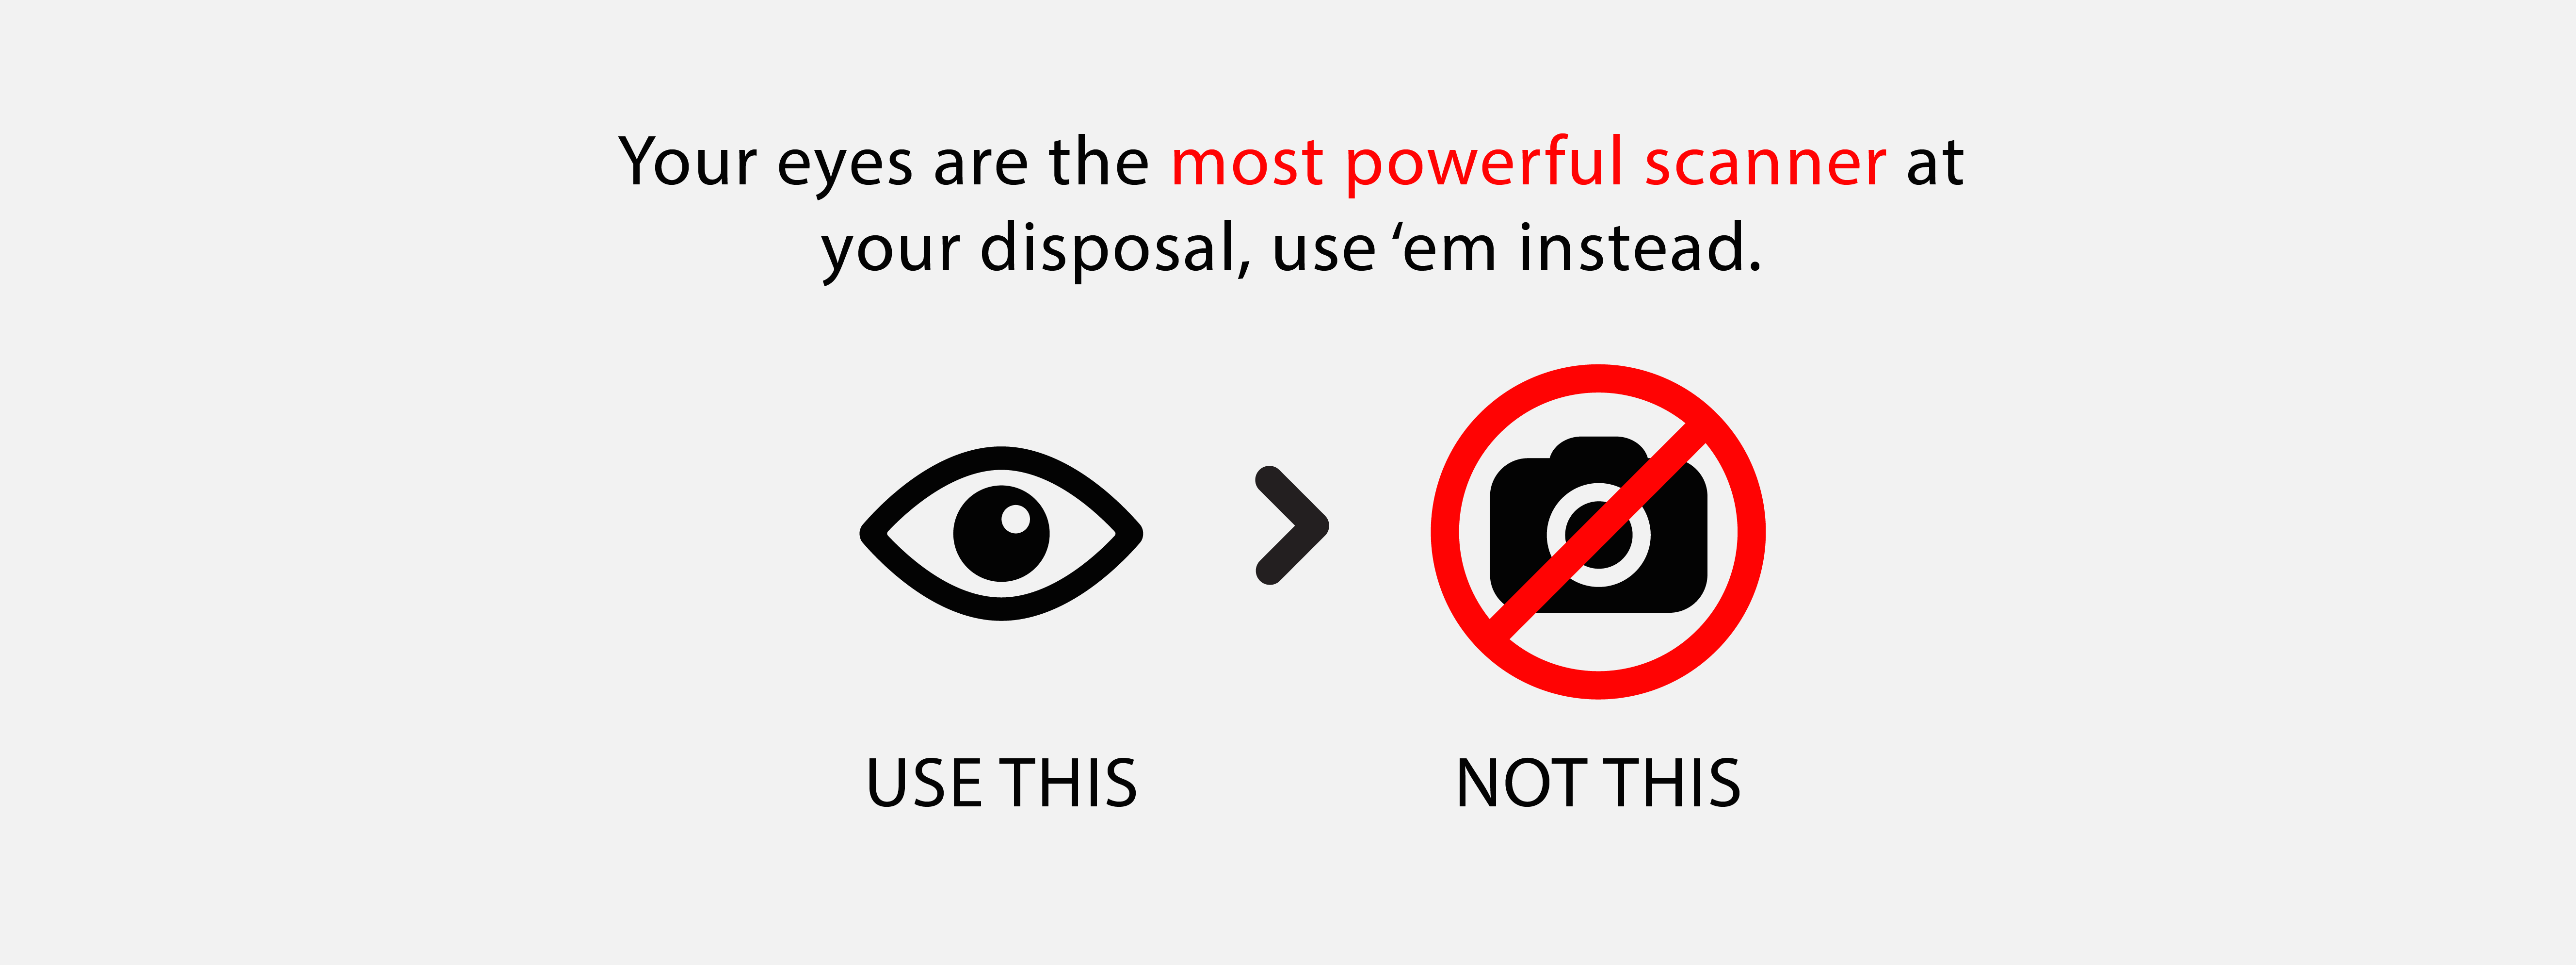 Your eyes are the most powerful scanner at
your disposal, use ‘em instead.
USE THIS
NOT THIS